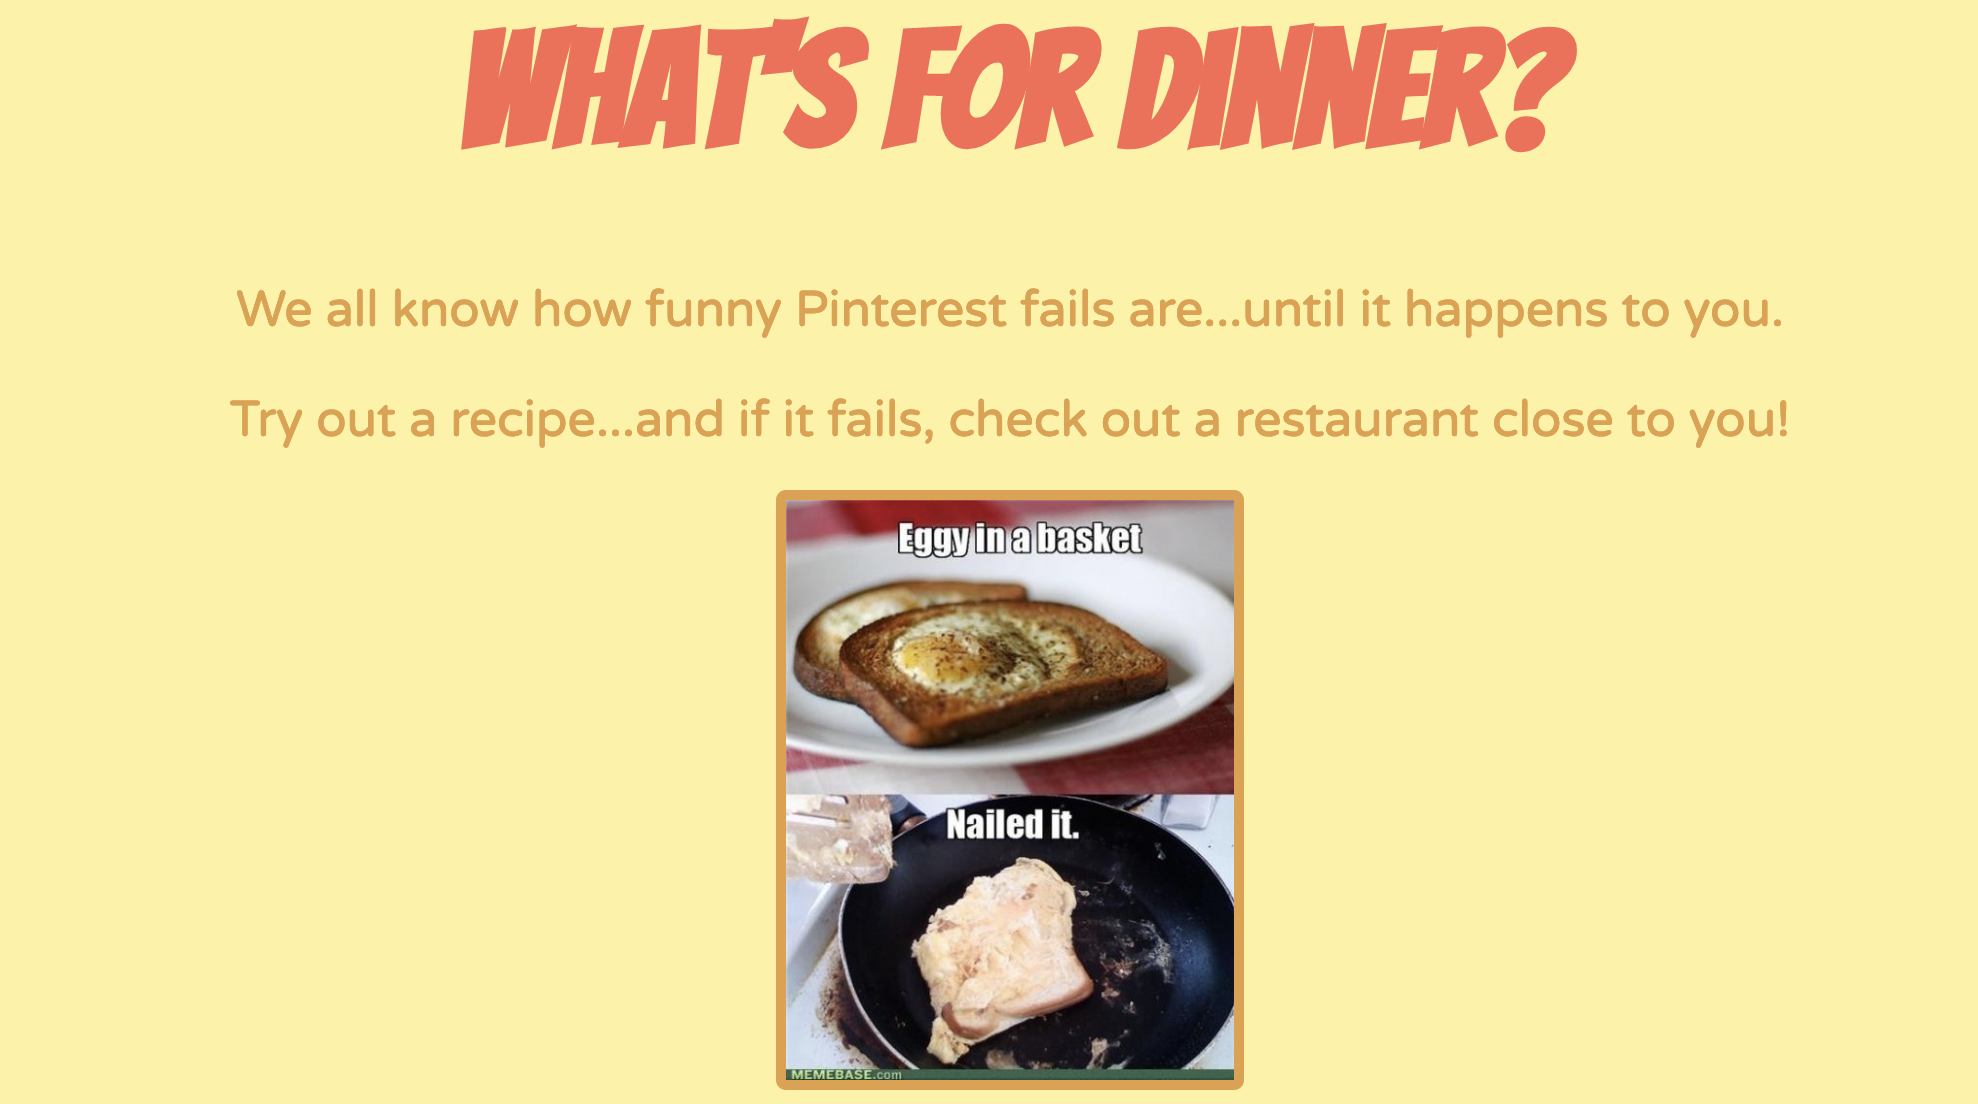 WHAT'S FOR DINNER?
We all know how funny Pinterest fails are...until it happens to you.
Try out a recipe...and if it fails, check out a restaurant close to you!
Eggy in a basket
Nailed it.
MEMEBASE.com